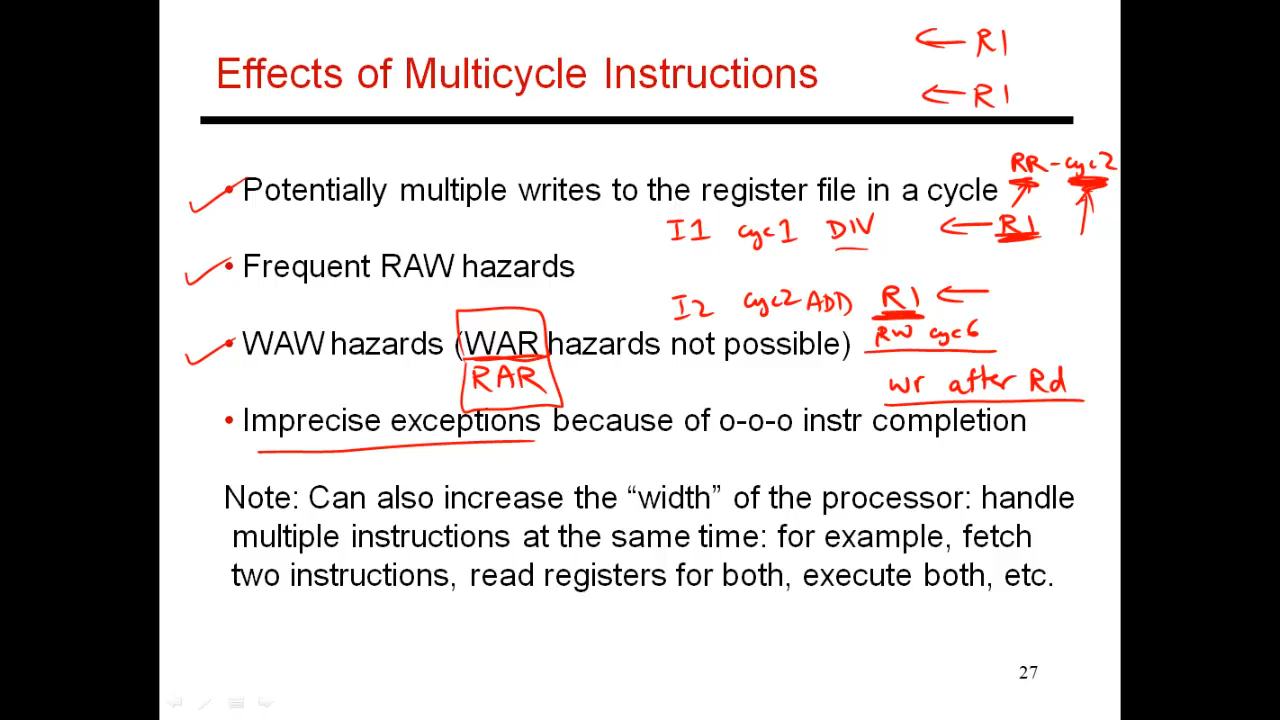 ← R1
Effects of Multicycle Instructions
← R1
RR - cyc2
• Potentially multiple writes to the register file in a cycle
I1 cyc1 DIV ← R1
• Frequent RAW hazards
I2 cyc2 ADD R1 ←
RW cyc6
• WAW hazards (WAR hazards not possible)
RAR
wr after Rd
• Imprecise exceptions because of o-o-o instr completion
Note: Can also increase the “width” of the processor: handle
multiple instructions at the same time: for example, fetch
two instructions, read registers for both, execute both, etc.
27